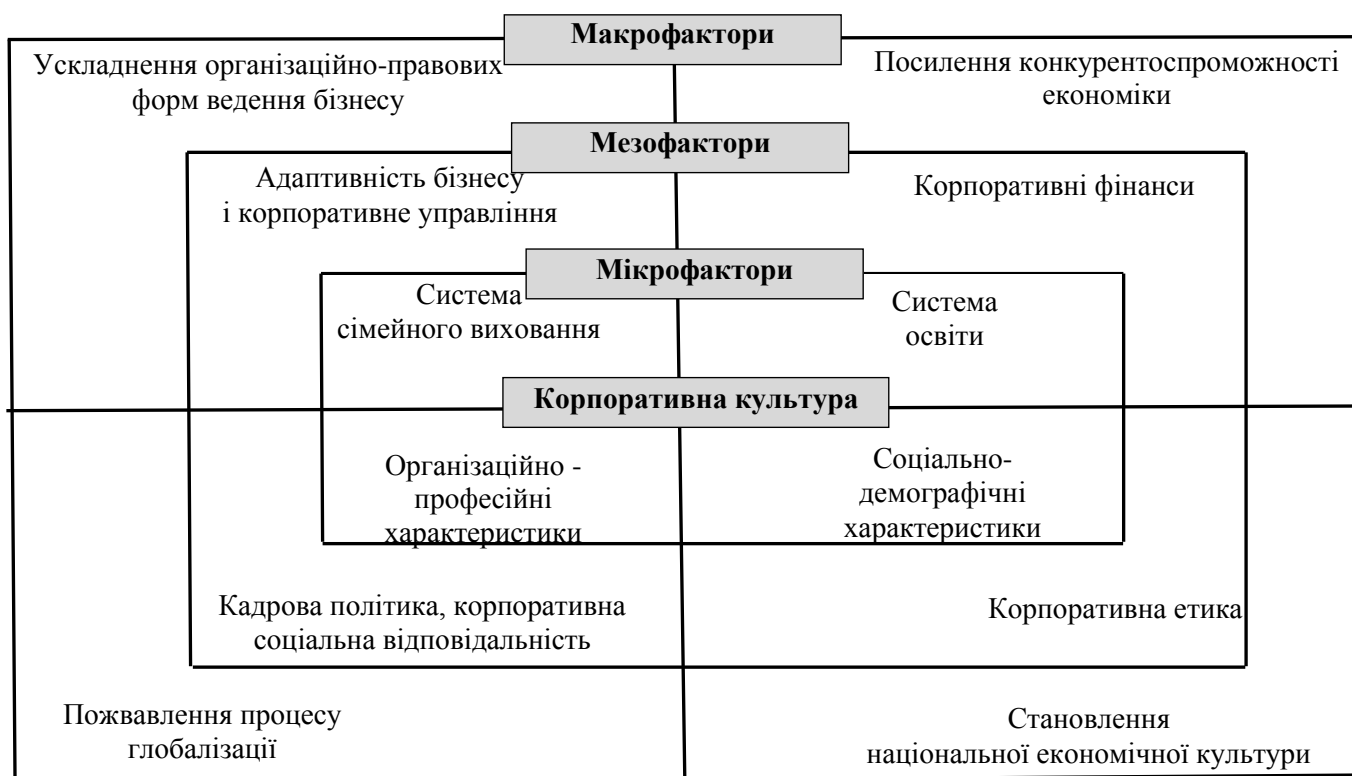 Макрофактори
Ускладнення організаційно-правових
форм ведення бізнесу
Посилення конкурентоспроможності
економіки
Мезофактори
Адаптивність бізнесу
і корпоративне управління
Корпоративні фінанси
Мікрофактори
Система
сімейного виховання
Система
освіти
Корпоративна культура
Організаційно -
професійні
характеристики
Соціально-
демографічні
характеристики
Кадрова політика, корпоративна
соціальна відповідальність
Корпоративна етика
Пожвавлення процесу
глобалізації
Становлення
національної економічної культури